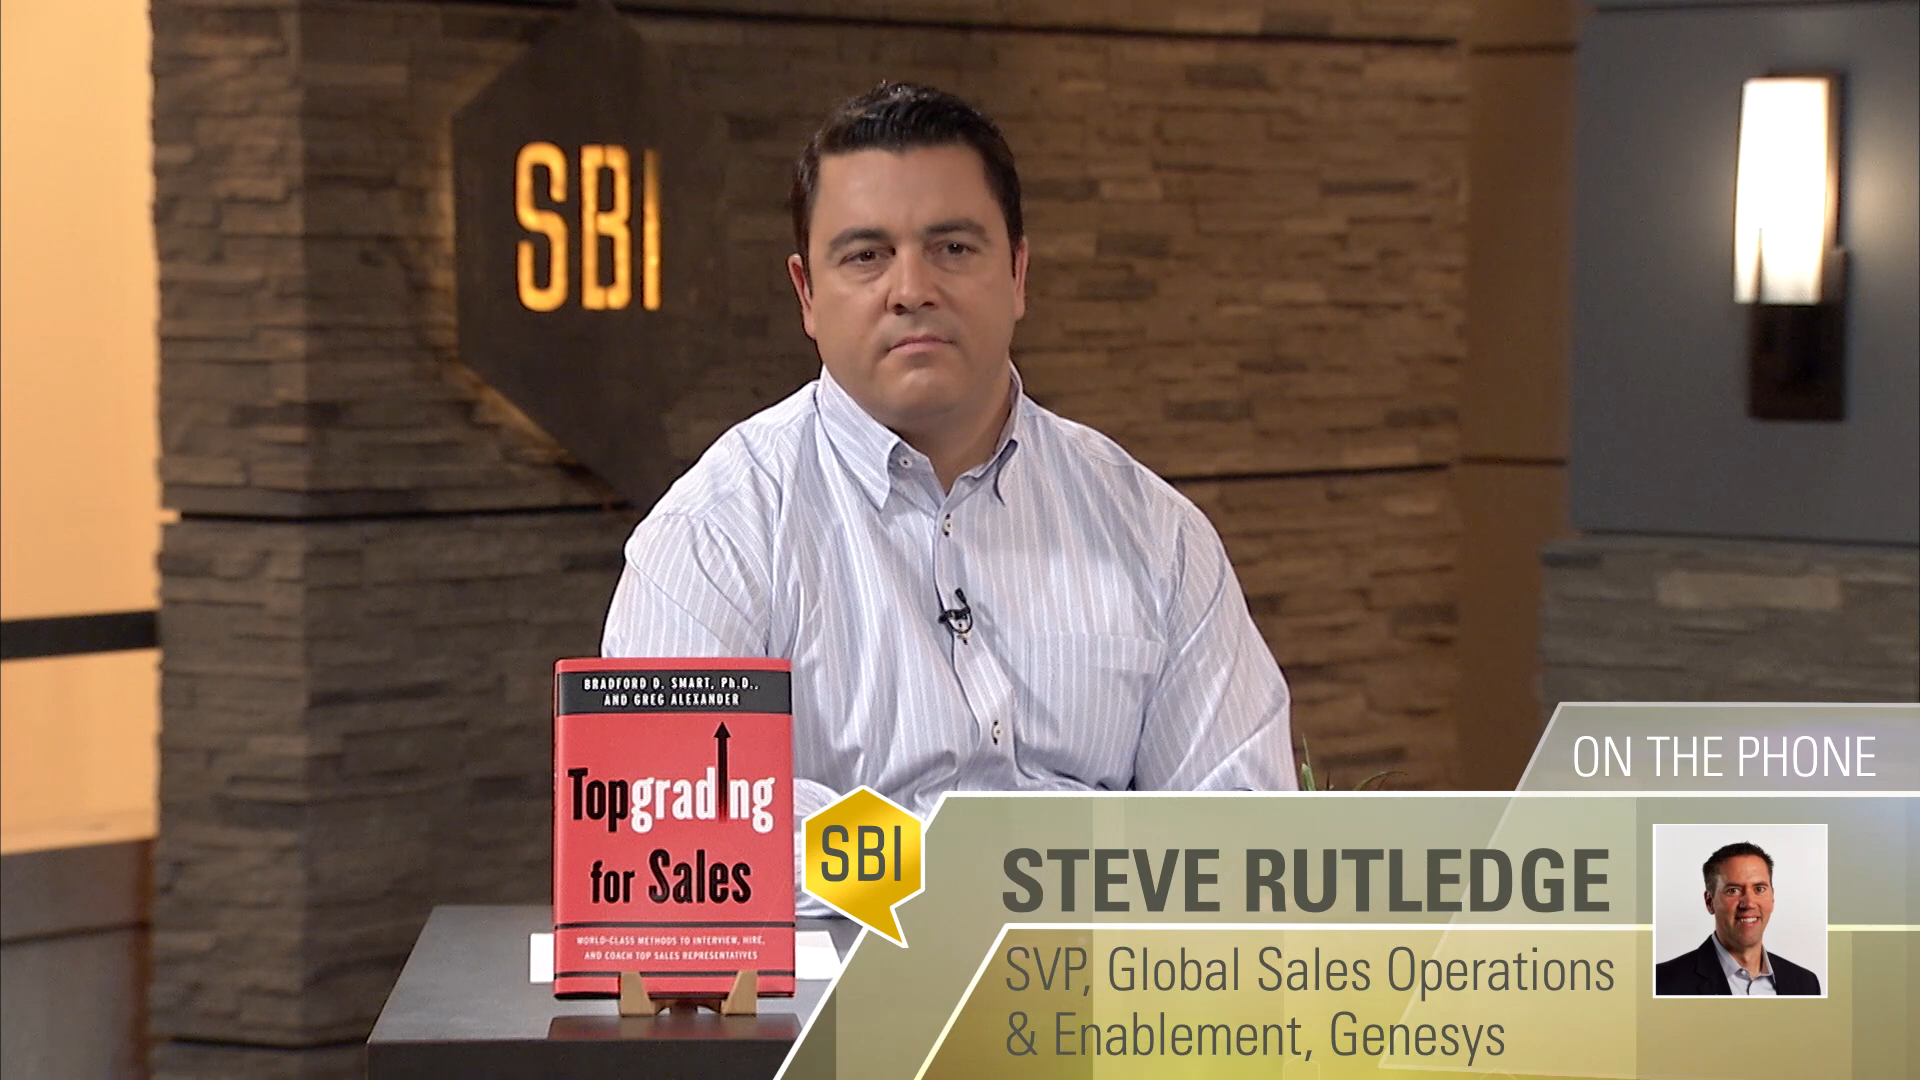 SBI
BRADFORD D. SMART, Ph.D.,
AND GREG ALEXANDER
Topgrading
for Sales
WORLD-CLASS METHODS TO INTERVIEW, HIRE,
AND COACH TOP SALES REPRESENTATIVES
ON THE PHONE
SBI
STEVE RUTLEDGE
SVP, Global Sales Operations
& Enablement, Genesys